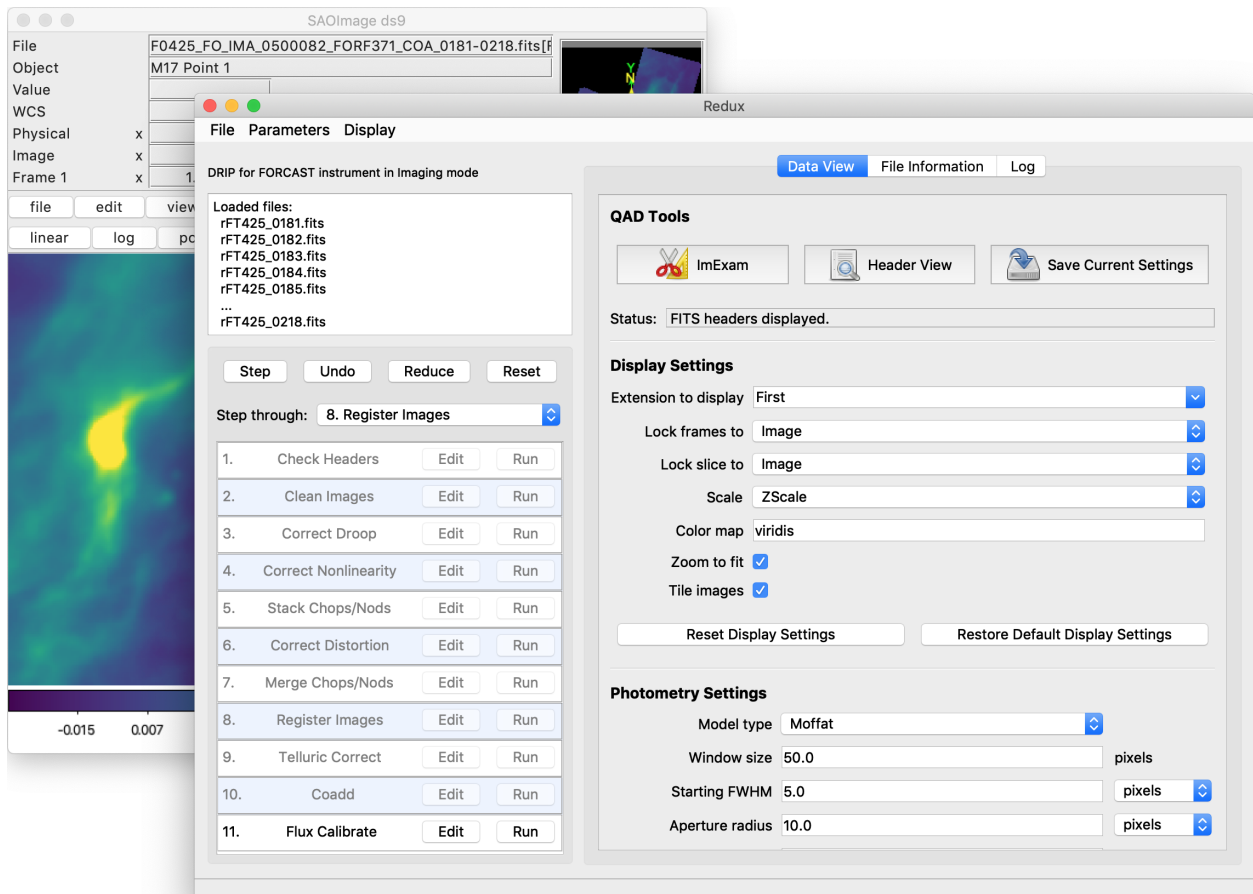 SAOImage ds9
File F0425_FO_IMA_0500082_FORF371_COA_0181-0218.fits[F
Object M17 Point 1
Value
WCS
Physical x
Image x
Frame 1 x 1.
file edit view
linear log po
Y
N
-0.015 0.007
Redux
File Parameters Display
DRIP for FORCAST instrument in Imaging mode
Loaded files:
rFT425_0181.fits
rFT425_0182.fits
rFT425_0183.fits
rFT425_0184.fits
rFT425_0185.fits
...
rFT425_0218.fits
Step Undo Reduce Reset
Step through: 8. Register Images
1. Check Headers Edit Run
2. Clean Images Edit Run
3. Correct Droop Edit Run
4. Correct Nonlinearity Edit Run
5. Stack Chops/Nods Edit Run
6. Correct Distortion Edit Run
7. Merge Chops/Nods Edit Run
8. Register Images Edit Run
9. Telluric Correct Edit Run
10. Coadd Edit Run
11. Flux Calibrate Edit Run
Data View File Information Log
QAD Tools
ImExam Header View Save Current Settings
Status: FITS headers displayed.
Display Settings
Extension to display First
Lock frames to Image
Lock slice to Image
Scale ZScale
Color map viridis
Zoom to fit
Tile images
Reset Display Settings Restore Default Display Settings
Photometry Settings
Model type Moffat
Window size 50.0 pixels
Starting FWHM 5.0 pixels
Aperture radius 10.0 pixels